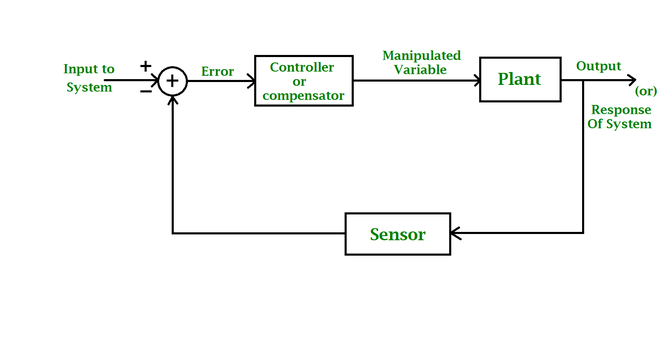 Input to
System
+
−
+
Error
Controller
or
compensator
Manipulated
Variable
Plant
Output
(or)
Response
Of System
Sensor